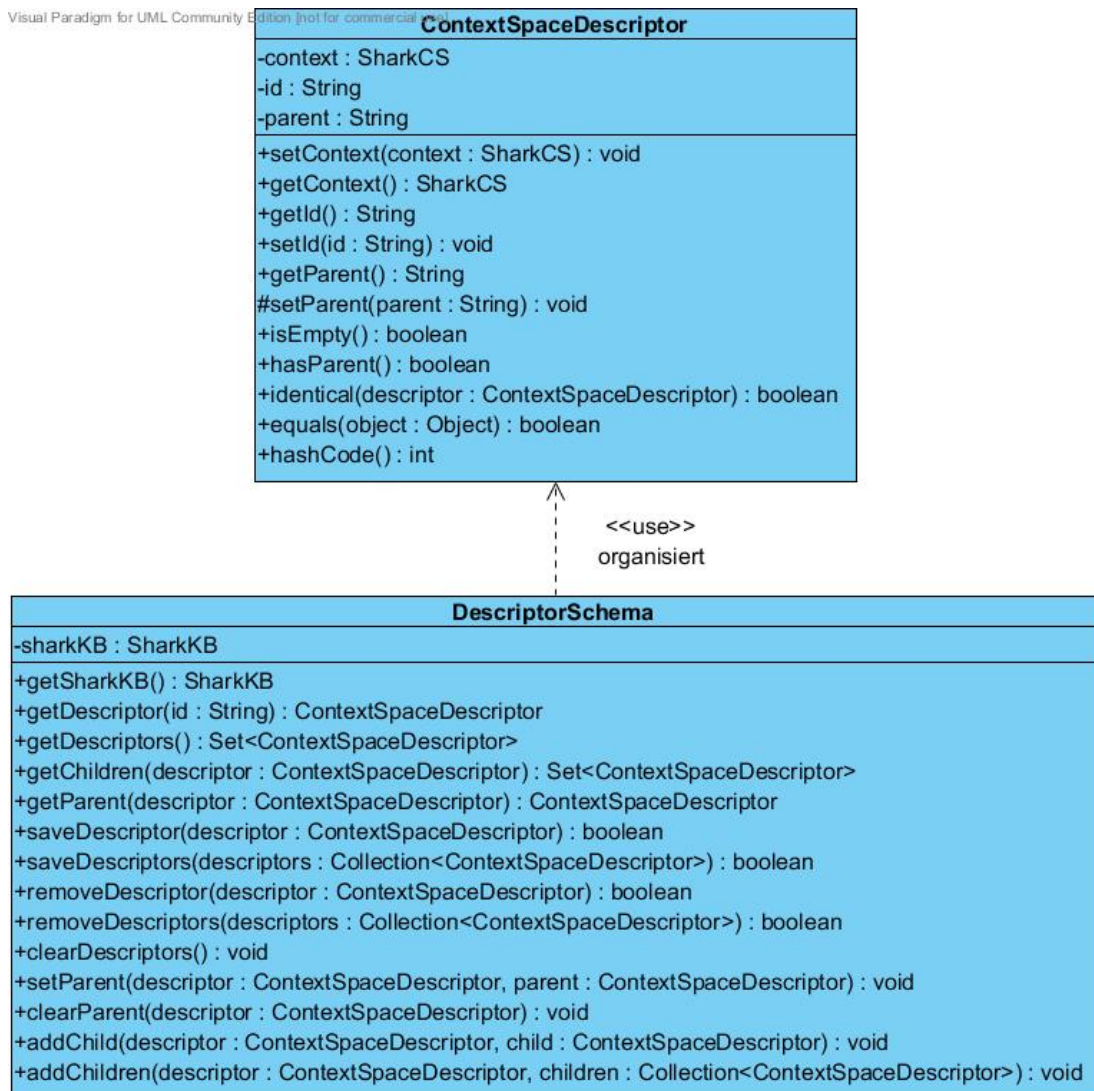 Visual Paradigm for UML Community Edition [not for commercial use]
ContextSpaceDescriptor
-context : SharkCS
-id : String
-parent : String
+setContext(context : SharkCS) : void
+getContext() : SharkCS
+getId() : String
+setId(id : String) : void
+getParent() : String
#setParent(parent : String) : void
+isEmpty() : boolean
+hasParent() : boolean
+identical(descriptor : ContextSpaceDescriptor) : boolean
+equals(object : Object) : boolean
+hashCode() : int
<<use>>
organisiert
DescriptorSchema
-sharkKB : SharkKB
+getSharkKB() : SharkKB
+getDescriptor(id : String) : ContextSpaceDescriptor
+getDescriptors() : Set<ContextSpaceDescriptor>
+getChildren(descriptor : ContextSpaceDescriptor) : Set<ContextSpaceDescriptor>
+getParent(descriptor : ContextSpaceDescriptor) : ContextSpaceDescriptor
+saveDescriptor(descriptor : ContextSpaceDescriptor) : boolean
+saveDescriptors(descriptors : Collection<ContextSpaceDescriptor>) : boolean
+removeDescriptor(descriptor : ContextSpaceDescriptor) : boolean
+removeDescriptors(descriptors : Collection<ContextSpaceDescriptor>) : boolean
+clearDescriptors() : void
+setParent(descriptor : ContextSpaceDescriptor, parent : ContextSpaceDescriptor) : void
+clearParent(descriptor : ContextSpaceDescriptor) : void
+addChild(descriptor : ContextSpaceDescriptor, child : ContextSpaceDescriptor) : void
+addChildren(descriptor : ContextSpaceDescriptor, children : Collection<ContextSpaceDescriptor>) : void